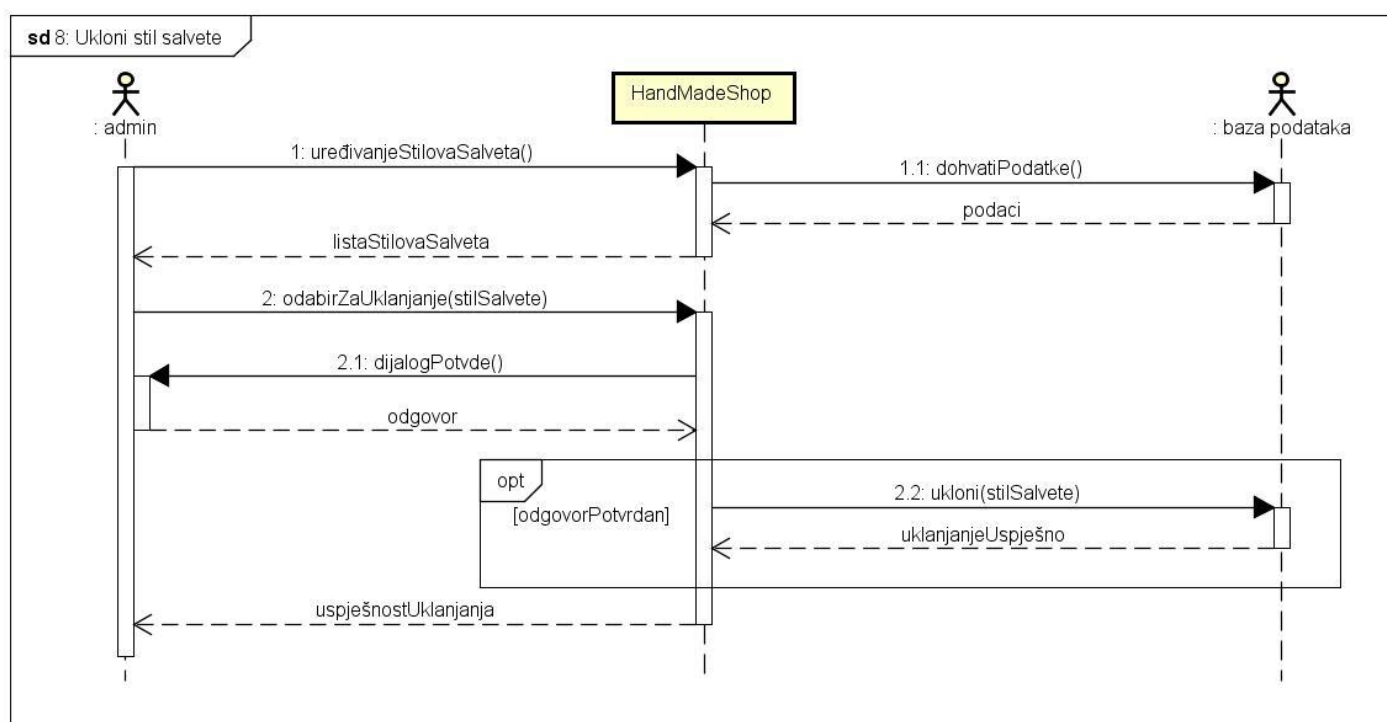 sd 8: Ukloni stil salvete
HandMadeShop
: admin
: baza podataka
1: uređivanjeStilovaSalveta()
1.1: dohvatiPodatke()
podaci
listaStilovaSalveta
2: odabirZaUklanjanje(stilSalvete)
2.1: dijalogPotvde()
odgovor
opt
[odgovorPotvrdan]
2.2: ukloni(stilSalvete)
uklanjanjeUspješno
uspješnostUklanjanja